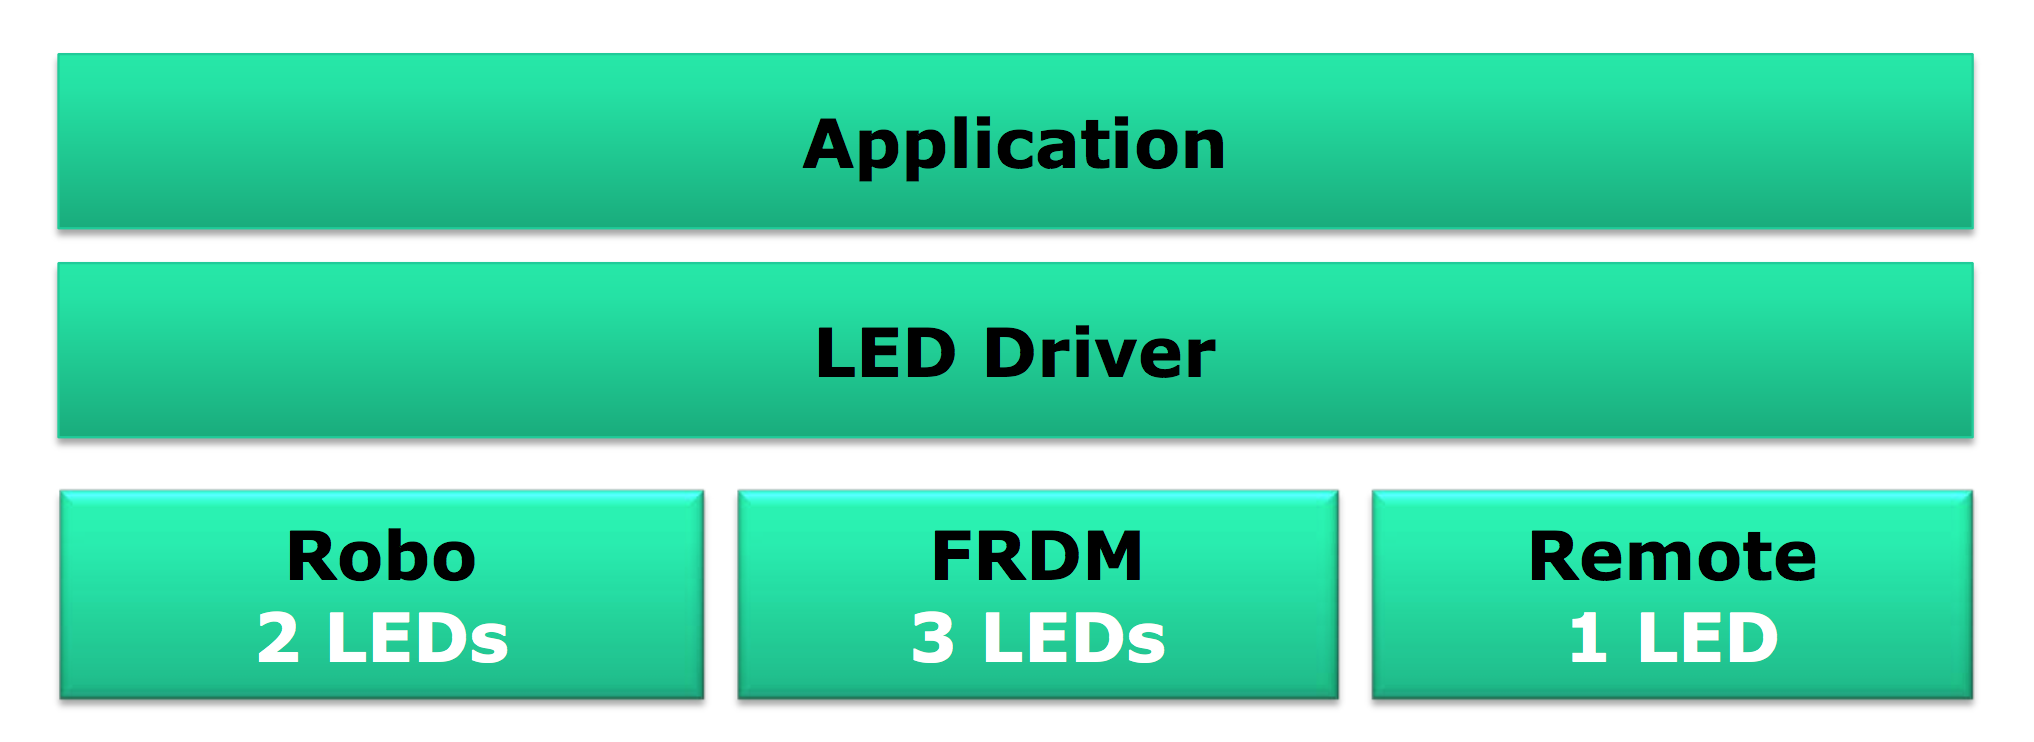 Application
LED Driver
Robo
2 LEDs
FRDM
3 LEDs
Remote
1 LED